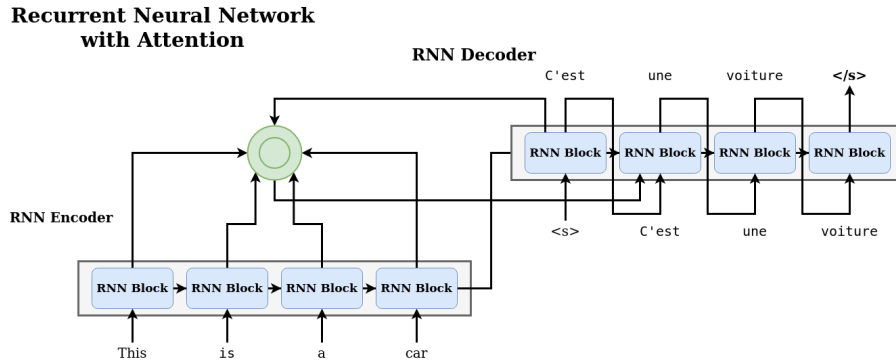 Recurrent Neural Network
with Attention
RNN Decoder
C'est une voiture </s>
RNN Block RNN Block RNN Block RNN Block
<s> C'est une voiture
RNN Encoder
RNN Block RNN Block RNN Block RNN Block
This is a car